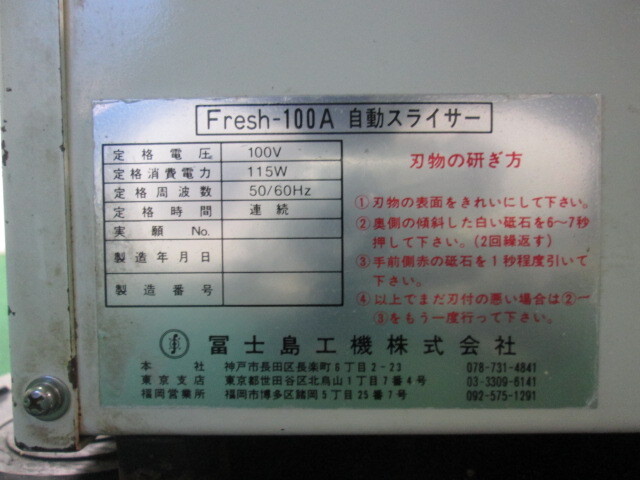 Fresh-100A 自動スライサー
定格電圧 100V
定格消費電力 115W
定格周波数 50/60Hz
定格時間 連続
実願No.
製造年月日
製造番号
刃物の研ぎ方
①刃物の表面をきれいにして下さい。
②奥側の傾斜した白い砥石を6〜7秒
押して下さい。(2回繰返す)
③手前側赤の砥石を1秒程度引いて
下さい。
④以上でまだ刃付の悪い場合は②ー
③をもう一度行って下さい。
冨士島工機株式会社
本社 神戸市長田区長楽町6丁目2-23 078-731-4841
東京支店 東京都世田谷区北烏山1丁目7番4号 03-3309-6141
福岡営業所 福岡市博多区諸岡5丁目25番7号 092-575-1291